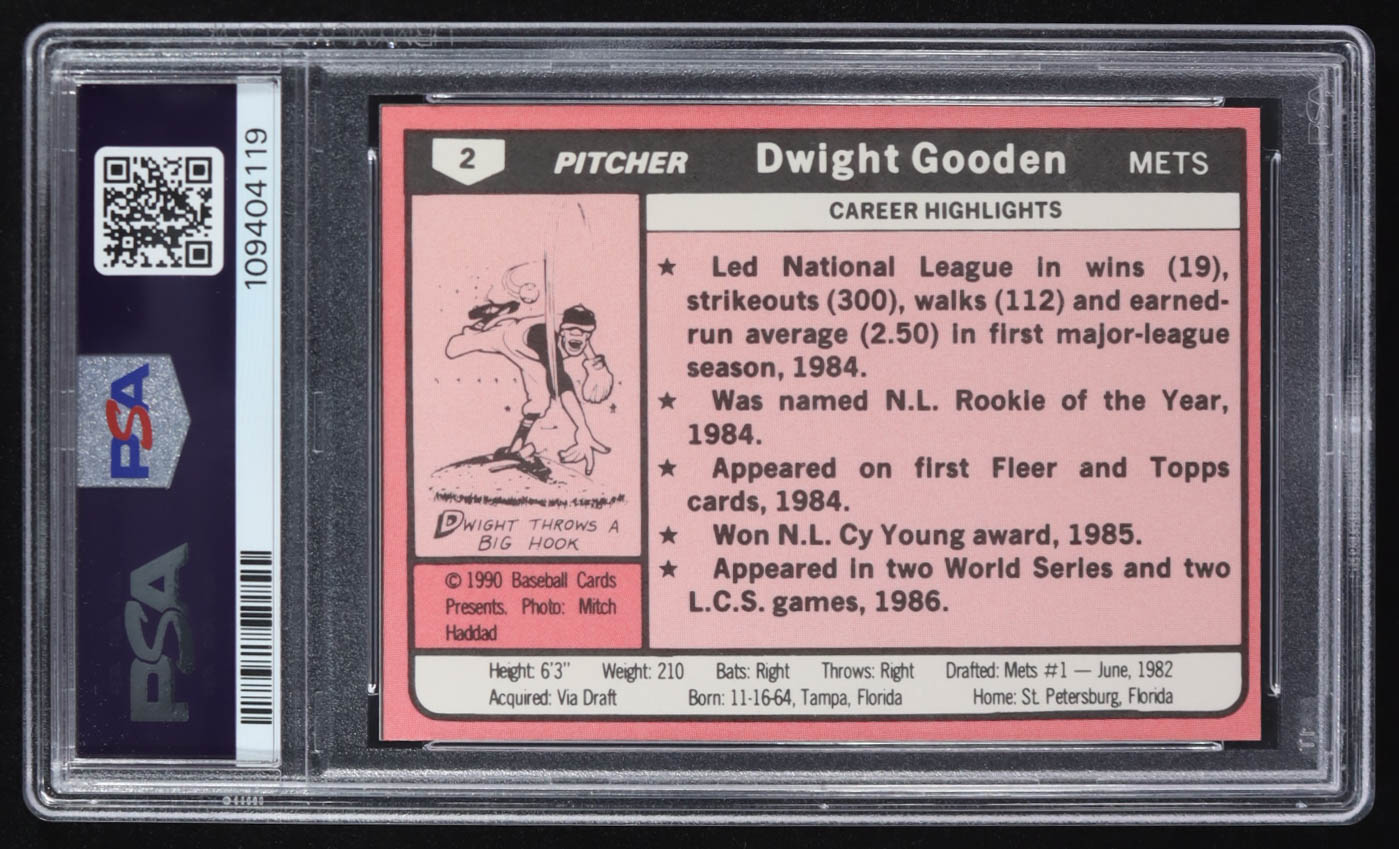 109404119
PSA
PSA
2 PITCHER Dwight Gooden METS
CAREER HIGHLIGHTS
★ Led National League in wins (19),
strikeouts (300), walks (112) and earned-
run average (2.50) in first major-league
season, 1984.
★ Was named N.L. Rookie of the Year,
1984.
★ Appeared on first Fleer and Topps
cards, 1984.
★ Won N.L. Cy Young award, 1985.
★ Appeared in two World Series and two
L.C.S. games, 1986.
DWIGHT THROWS A
BIG HOOK
© 1990 Baseball Cards
Presents. Photo: Mitch
Haddad
Height: 6'3" Weight: 210 Bats: Right Throws: Right Drafted: Mets #1 — June, 1982
Acquired: Via Draft Born: 11-16-64, Tampa, Florida Home: St. Petersburg, Florida